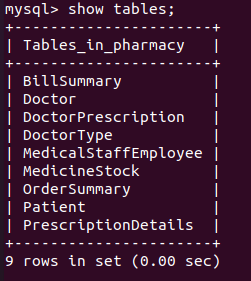 mysql> show tables;
+----------------------+
| Tables_in_pharmacy   |
+----------------------+
| BillSummary          |
| Doctor               |
| DoctorPrescription   |
| DoctorType           |
| MedicalStaffEmployee |
| MedicineStock        |
| OrderSummary         |
| Patient              |
| PrescriptionDetails  |
+----------------------+
9 rows in set (0.00 sec)